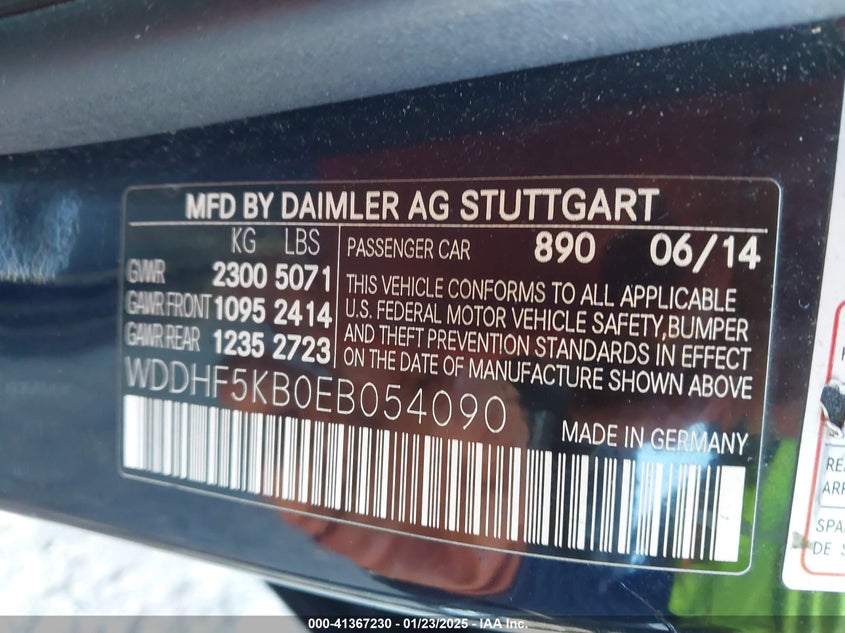 MFD BY DAIMLER AG STUTTGART
KG LBS
GVWR 2300 5071
GAWR FRONT 1095 2414
GAWR REAR 1235 2723
PASSENGER CAR 890 06/14
THIS VEHICLE CONFORMS TO ALL APPLICABLE
U.S. FEDERAL MOTOR VEHICLE SAFETY,BUMPER
AND THEFT PREVENTION STANDARDS IN EFFECT
ON THE DATE OF MANUFACTURE SHOWN ABOVE.
WDDHF5KB0EB054090
MADE IN GERMANY
SPA
DE S
000-41367230 - 01/23/2025 - IAA Inc.